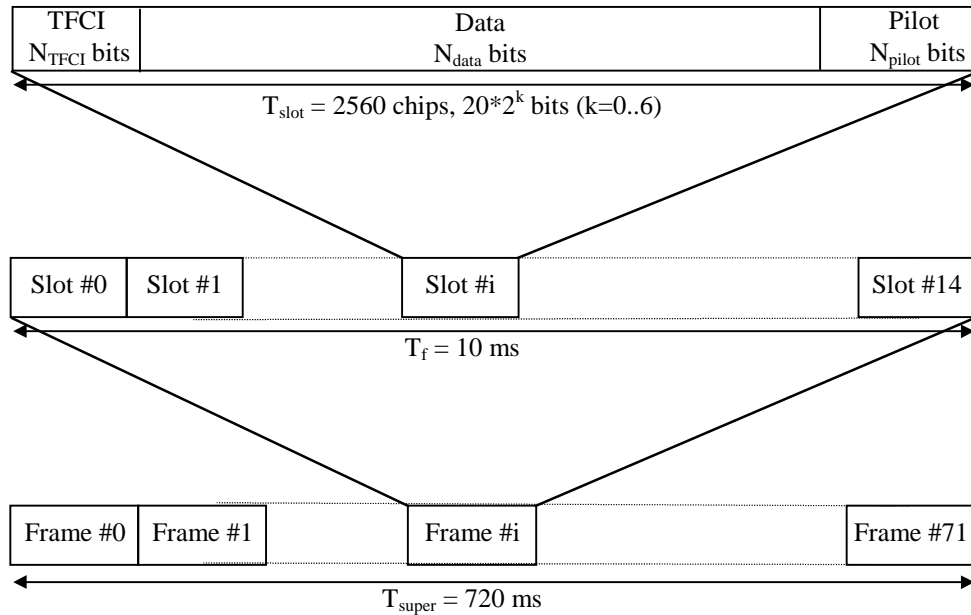 TFCI Data Pilot
N_TFCI bits N_data bits N_pilot bits
T_slot = 2560 chips, 20*2^k bits (k=0..6)
Slot #0 Slot #1 Slot #i Slot #14
T_f = 10 ms
Frame #0 Frame #1 Frame #i Frame #71
T_super = 720 ms